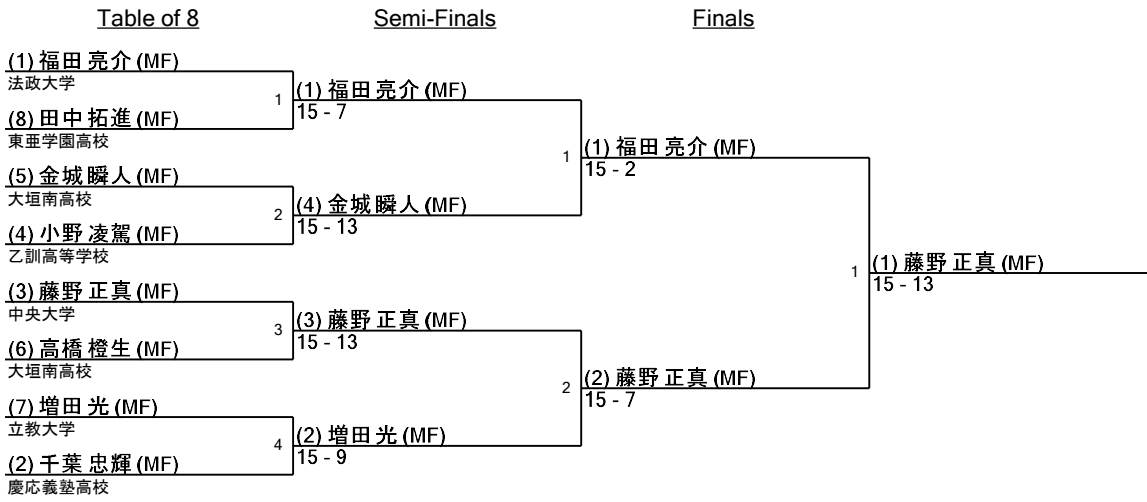 Table of 8 Semi-Finals Finals
(1) 福田 亮介 (MF)
法政大学
(8) 田中 拓進 (MF)
東亜学園高校
(5) 金城 瞬人 (MF)
大垣南高校
(4) 小野 凌駕 (MF)
乙訓高等学校
(3) 藤野 正真 (MF)
中央大学
(6) 高橋 橙生 (MF)
大垣南高校
(7) 増田 光 (MF)
立教大学
(2) 千葉 忠輝 (MF)
慶応義塾高校
1
(1) 福田 亮介 (MF)
15 - 7
2
(4) 金城 瞬人 (MF)
15 - 13
3
(3) 藤野 正真 (MF)
15 - 13
4
(2) 増田 光 (MF)
15 - 9
1
(1) 福田 亮介 (MF)
15 - 2
2
(2) 藤野 正真 (MF)
15 - 7
1
(1) 藤野 正真 (MF)
15 - 13